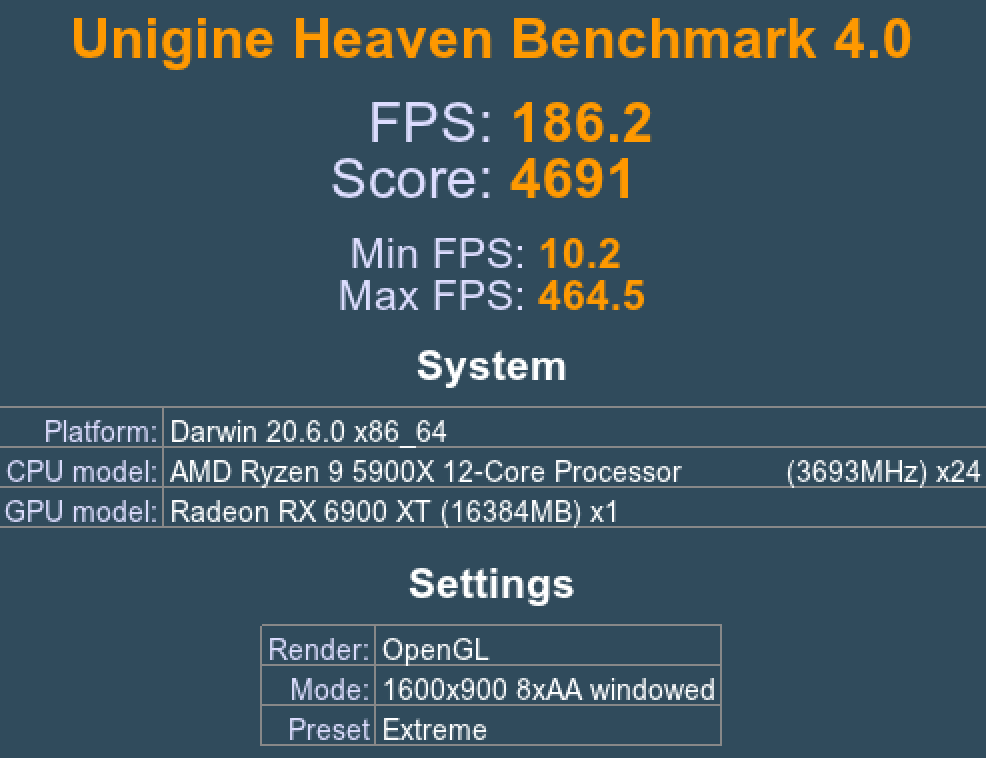 Unigine Heaven Benchmark 4.0
FPS: 186.2
Score: 4691
Min FPS: 10.2
Max FPS: 464.5
System
Platform: Darwin 20.6.0 x86_64
CPU model: AMD Ryzen 9 5900X 12-Core Processor (3693MHz) x24
GPU model: Radeon RX 6900 XT (16384MB) x1
Settings
Render: OpenGL
Mode: 1600x900 8xAA windowed
Preset Extreme